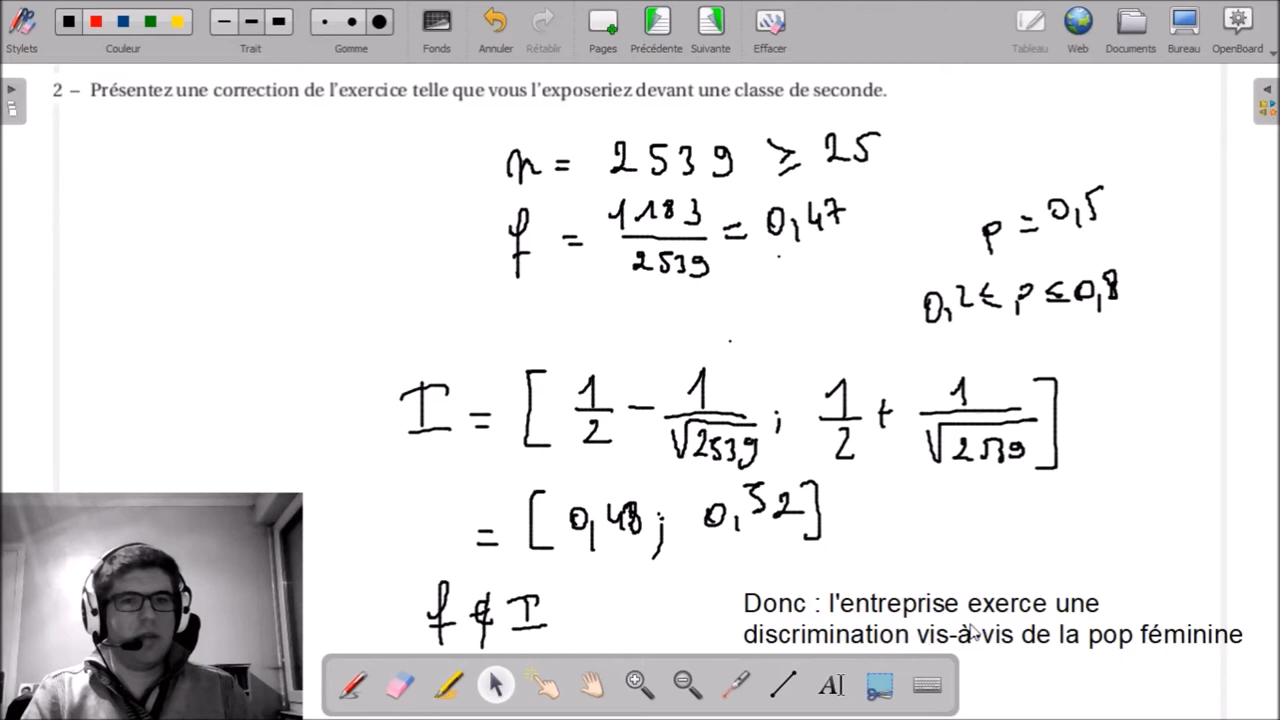 Stylets Couleur Trait Gomme Fonds Annuler Rétablir Pages Précédente Suivante Effacer Tableau Web Documents Bureau OpenBoard
2 – Présentez une correction de l'exercice telle que vous l'exposeriez devant une classe de seconde.
n = 2539 ≥ 25
f = 1183/2539 = 0,47
p = 0,5
0,2 ≤ p ≤ 0,8
I = [ 1/2 − 1/√2539 ; 1/2 + 1/√2539 ]
= [ 0,48 ; 0,52 ]
f ∉ I
Donc : l'entreprise exerce une
discrimination vis-à-vis de la pop féminine
AI